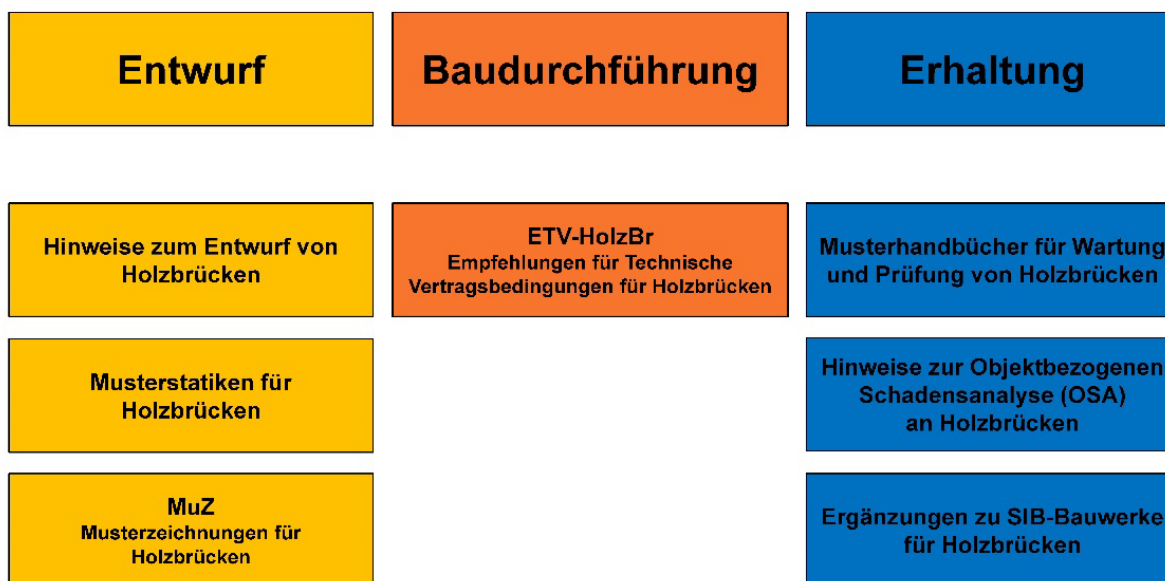 Entwurf
Baudurchführung
Erhaltung
Hinweise zum Entwurf von
Holzbrücken
ETV-HolzBr
Empfehlungen für Technische
Vertragsbedingungen für Holzbrücken
Musterhandbücher für Wartung
und Prüfung von Holzbrücken
Musterstatiken für
Holzbrücken
Hinweise zur Objektbezogenen
Schadensanalyse (OSA)
an Holzbrücken
MuZ
Musterzeichnungen für
Holzbrücken
Ergänzungen zu SIB-Bauwerke
für Holzbrücken